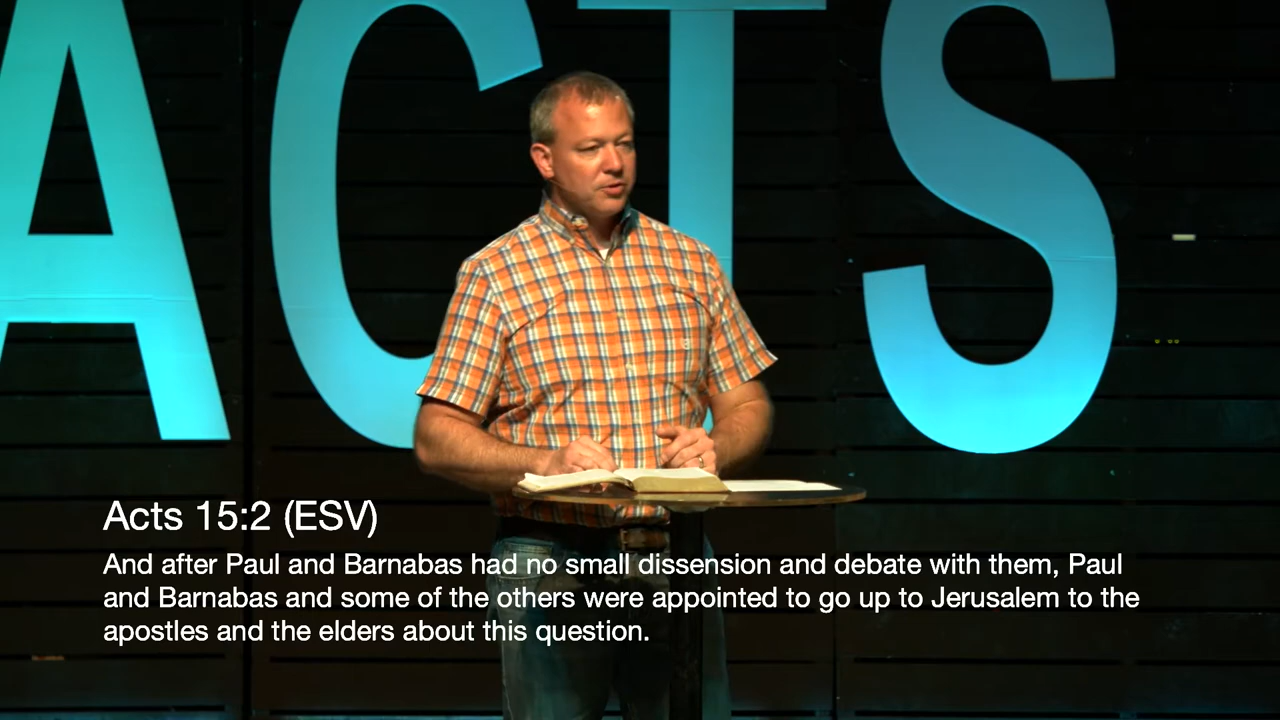 ACTS
Acts 15:2 (ESV)
And after Paul and Barnabas had no small dissension and debate with them, Paul
and Barnabas and some of the others were appointed to go up to Jerusalem to the
apostles and the elders about this question.